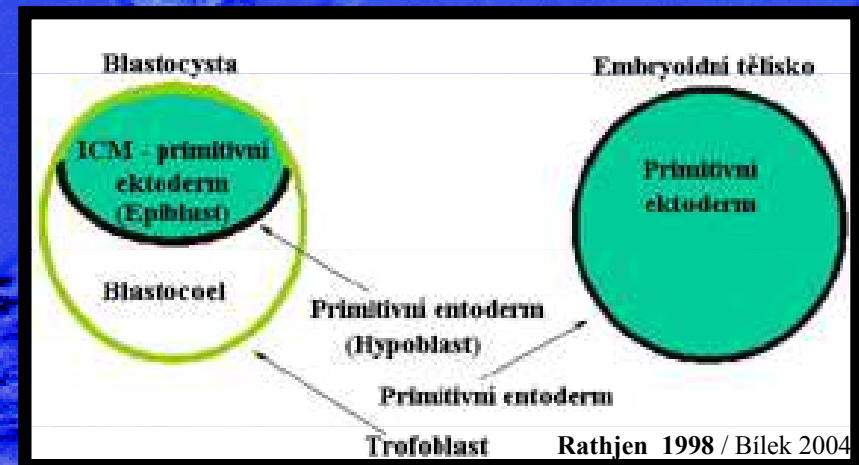 Blastocysta
ICM - primitivní
ektoderm
(Epiblast)
Blastocoel
Primitivní entoderm
(Hypoblast)
Trofoblast
Embryoidní tělísko
Primitivní
ektoderm
Primitivní entoderm
Rathjen 1998 / Bílek 2004